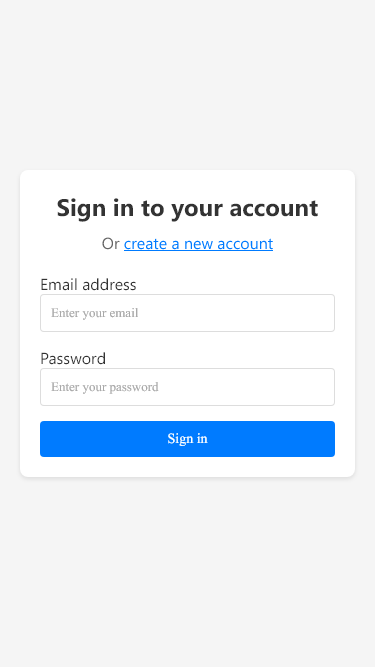 Sign in to your account
Or create a new account
Email address
Enter your email
Password
Enter your password
Sign in